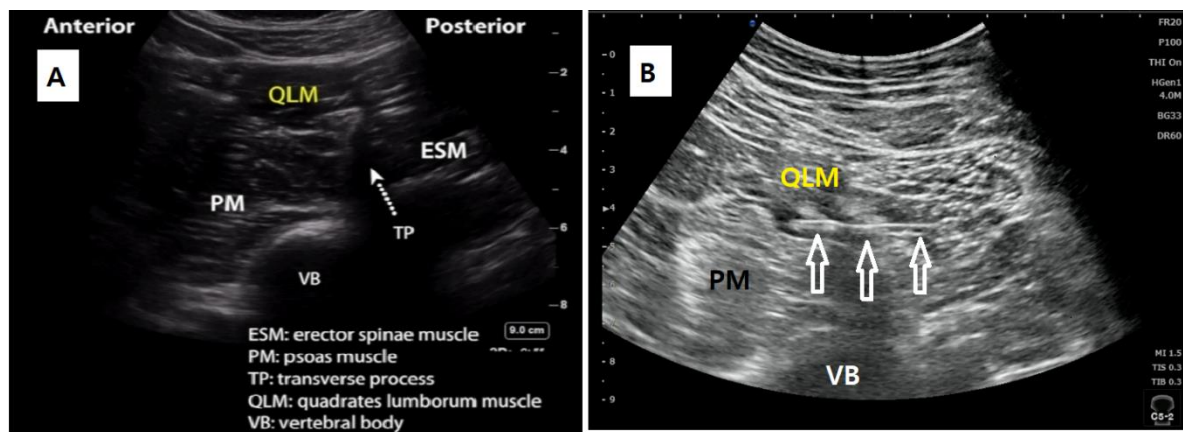 Anterior
Posterior
A
QLM
ESM
PM
TP
VB
2
4
6
8
9.0 cm
ESM: erector spinae muscle
PM: psoas muscle
TP: transverse process
QLM: quadrates lumborum muscle
VB: vertebral body
B
FR20
P100
THI On
HGen1
4.0M
BG33
DR60
0
1
2
3
4
5
8
9
QLM
PM
VB
MI 1.5
TIS 0.3
TIB 0.3
C5-2